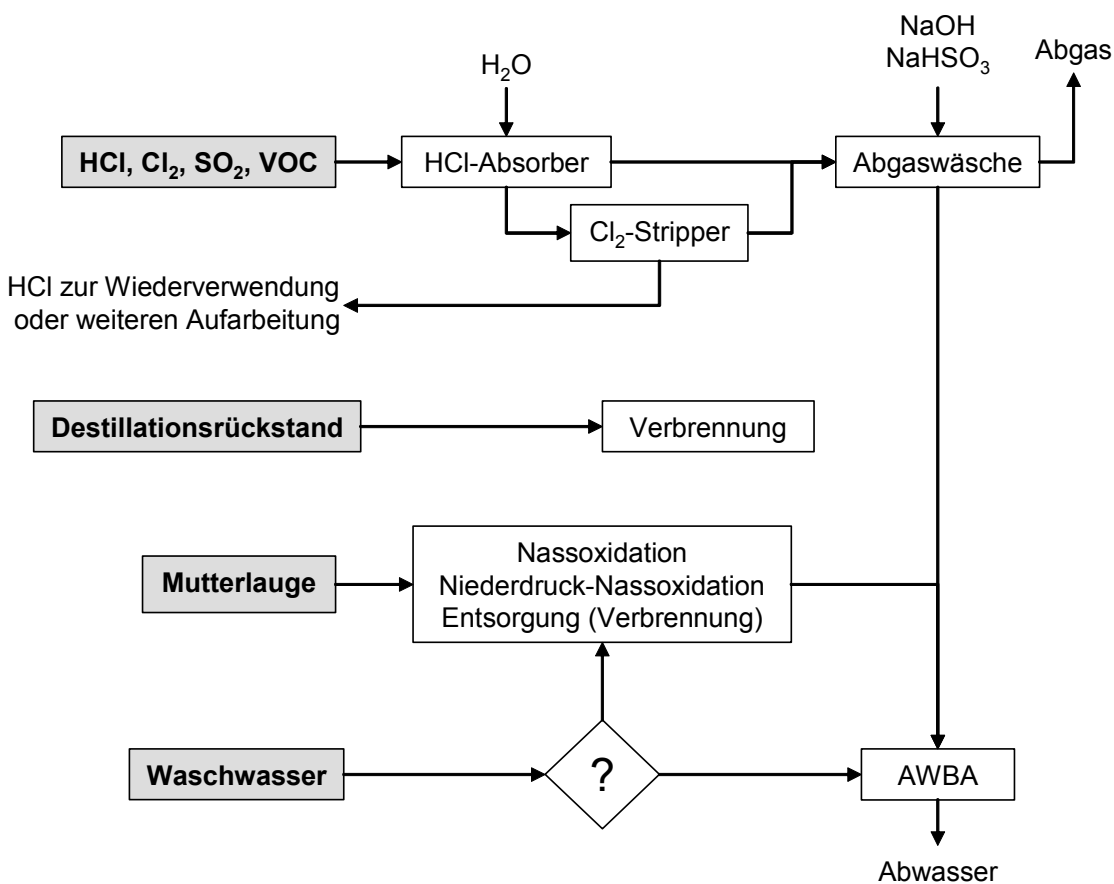 NaOH
NaHSO₃
Abgas
H₂O
HCl, Cl₂, SO₂, VOC
HCl-Absorber
Abgaswäsche
Cl₂-Stripper
HCl zur Wiederverwendung
oder weiteren Aufarbeitung
Destillationsrückstand
Verbrennung
Mutterlauge
Nassoxidation
Niederdruck-Nassoxidation
Entsorgung (Verbrennung)
Waschwasser
?
AWBA
Abwasser